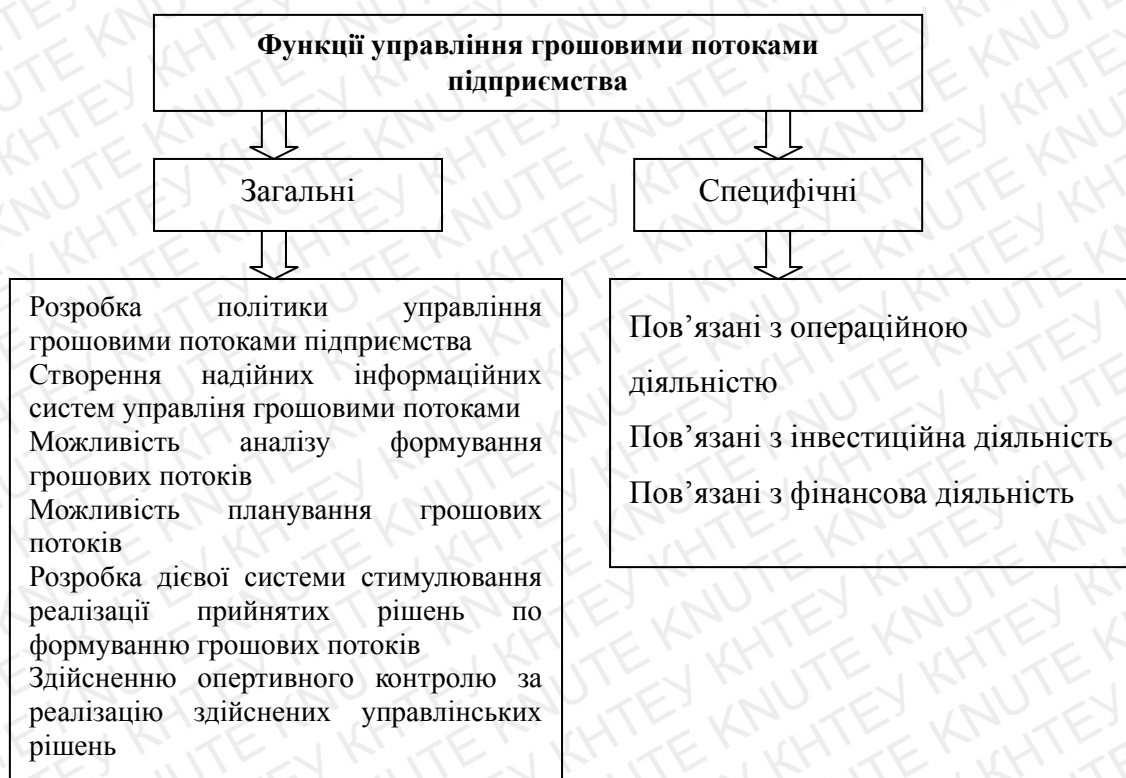 Функції управління грошовими потоками
підприємства
Загальні
Специфічні
Розробка політики управління
грошовими потоками підприємства
Створення надійних інформаційних
систем управліня грошовими потоками
Можливість аналізу формування
грошових потоків
Можливість планування грошових
потоків
Розробка дієвої системи стимулювання
реалізації прийнятих рішень по
формуванню грошових потоків
Здійсненню опертивного контролю за
реалізацію здійснених управлінських
рішень
Пов’язані з операційною
діяльністю
Пов’язані з інвестиційна діяльність
Пов’язані з фінансова діяльність